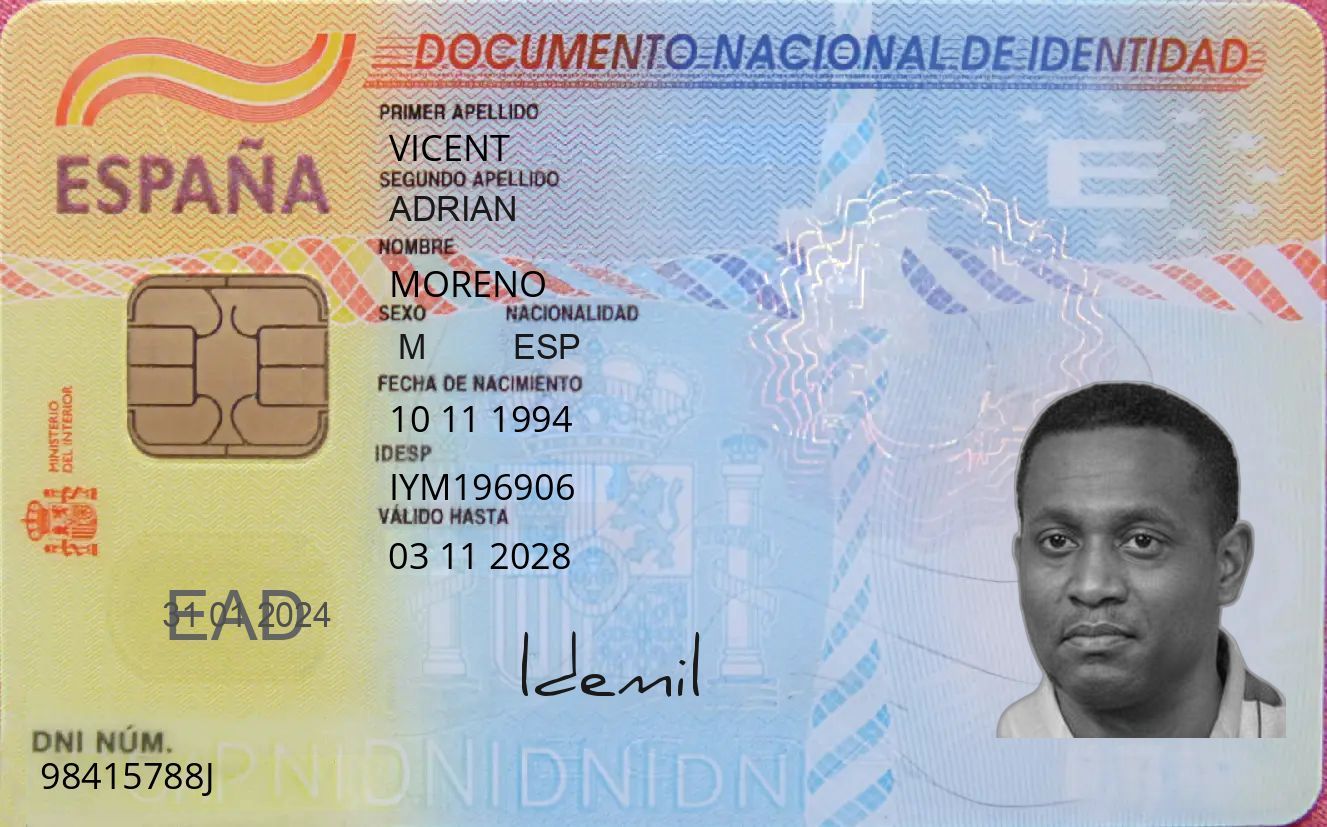 DOCUMENTO NACIONAL DE IDENTIDAD
ESPAÑA
PRIMER APELLIDO
VICENT
SEGUNDO APELLIDO
ADRIAN
NOMBRE
MORENO
SEXO NACIONALIDAD
M ESP
FECHA DE NACIMIENTO
10 11 1994
IDESP
IYM196906
VÁLIDO HASTA
03 11 2028
MINISTERIO
DEL INTERIOR
E
31 01 2024
EAD
Idemil
DNI NÚM.
98415788J
DNIDNIDNIDN